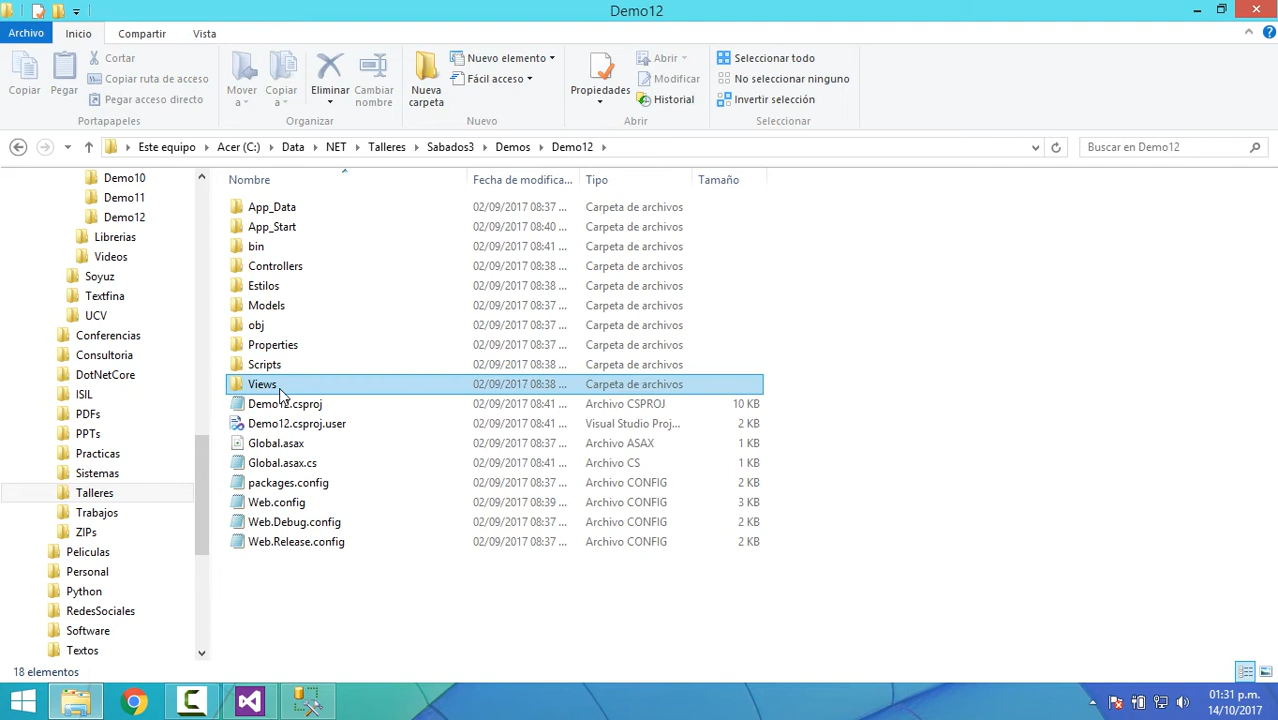 Demo12
Archivo Inicio Compartir Vista
Copiar
Pegar
Cortar
Copiar ruta de acceso
Pegar acceso directo
Portapapeles
Mover a
Copiar a
Eliminar
Cambiar nombre
Organizar
Nueva carpeta
Nuevo elemento
Fácil acceso
Nuevo
Propiedades
Abrir
Modificar
Historial
Abrir
Seleccionar todo
No seleccionar ninguno
Invertir selección
Seleccionar
Este equipo Acer (C:) Data NET Talleres Sabados3 Demos Demo12
Buscar en Demo12
Demo10
Demo11
Demo12
Librerias
Videos
Soyuz
Textfina
UCV
Conferencias
Consultoria
DotNetCore
ISIL
PDFs
PPTs
Practicas
Sistemas
Talleres
Trabajos
ZIPs
Peliculas
Personal
Python
RedesSociales
Software
Textos
Nombre Fecha de modifica... Tipo Tamaño
App_Data 02/09/2017 08:37 ... Carpeta de archivos
App_Start 02/09/2017 08:40 ... Carpeta de archivos
bin 02/09/2017 08:41 ... Carpeta de archivos
Controllers 02/09/2017 08:38 ... Carpeta de archivos
Estilos 02/09/2017 08:38 ... Carpeta de archivos
Models 02/09/2017 08:37 ... Carpeta de archivos
obj 02/09/2017 08:37 ... Carpeta de archivos
Properties 02/09/2017 08:37 ... Carpeta de archivos
Scripts 02/09/2017 08:38 ... Carpeta de archivos
Views 02/09/2017 08:38 ... Carpeta de archivos
Demo12.csproj 02/09/2017 08:41 ... Archivo CSPROJ 10 KB
Demo12.csproj.user 02/09/2017 08:41 ... Visual Studio Proj... 2 KB
Global.asax 02/09/2017 08:37 ... Archivo ASAX 1 KB
Global.asax.cs 02/09/2017 08:41 ... Archivo CS 1 KB
packages.config 02/09/2017 08:37 ... Archivo CONFIG 2 KB
Web.config 02/09/2017 08:39 ... Archivo CONFIG 3 KB
Web.Debug.config 02/09/2017 08:37 ... Archivo CONFIG 2 KB
Web.Release.config 02/09/2017 08:37 ... Archivo CONFIG 2 KB
18 elementos
01:31 p.m.
14/10/2017